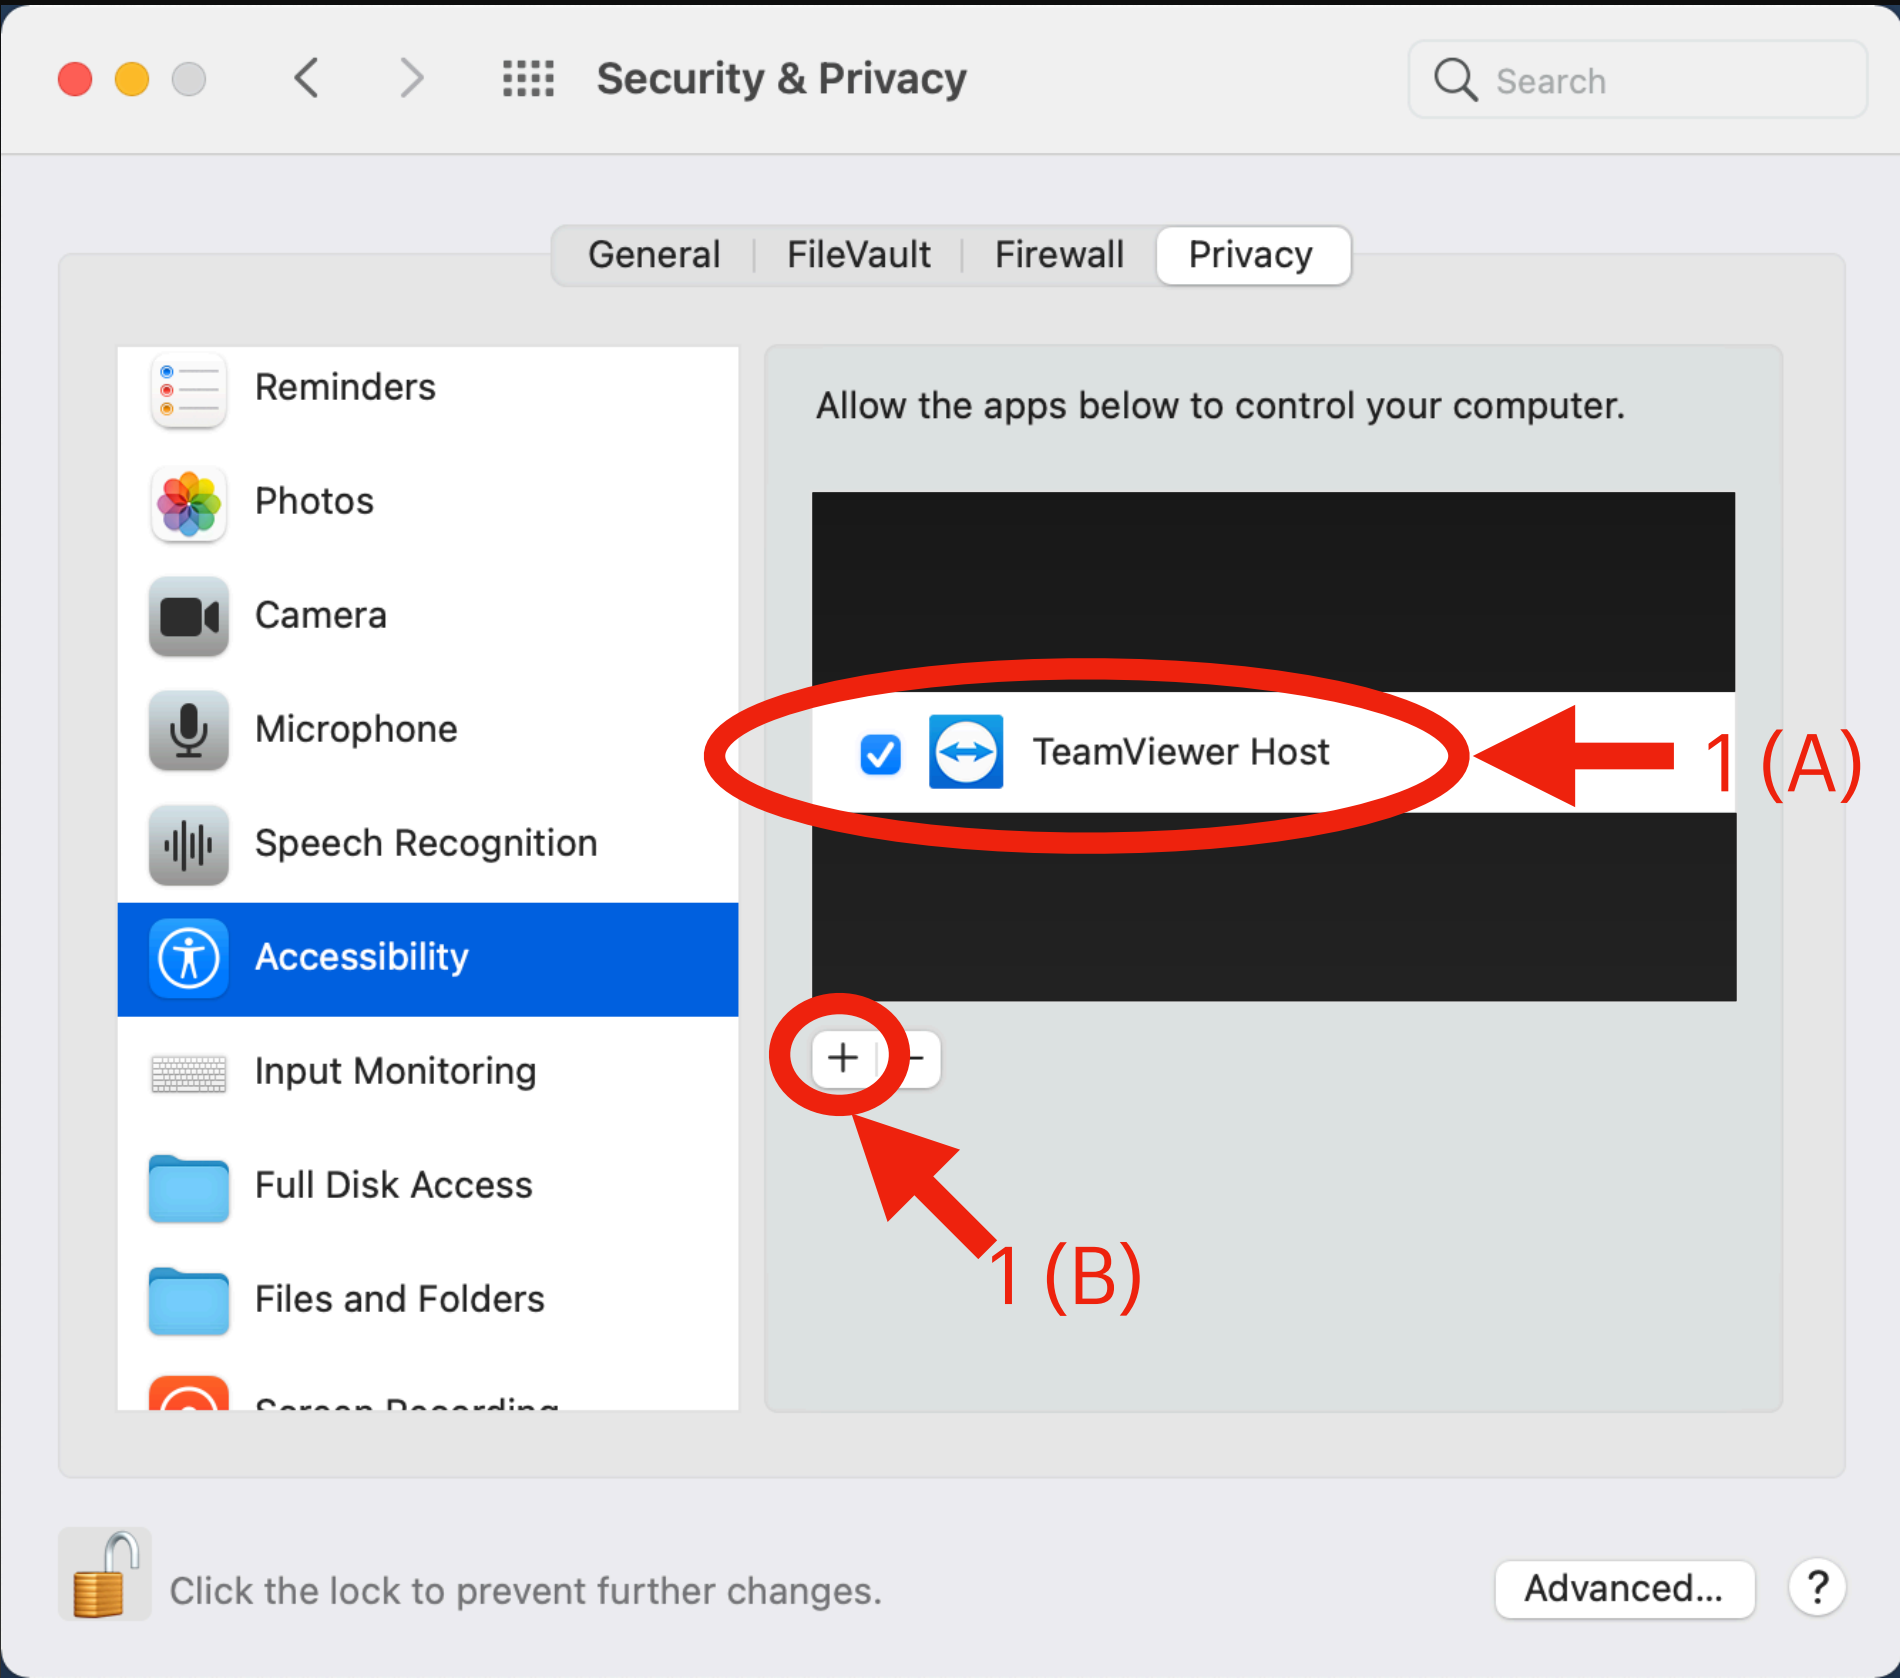 Security & Privacy
Search
General
FileVault
Firewall
Privacy
Reminders
Photos
Camera
Microphone
Speech Recognition
Accessibility
Input Monitoring
Full Disk Access
Files and Folders
Screen Recording
Allow the apps below to control your computer.
TeamViewer Host
1 (A)
+
-
1 (B)
Click the lock to prevent further changes.
Advanced...
?